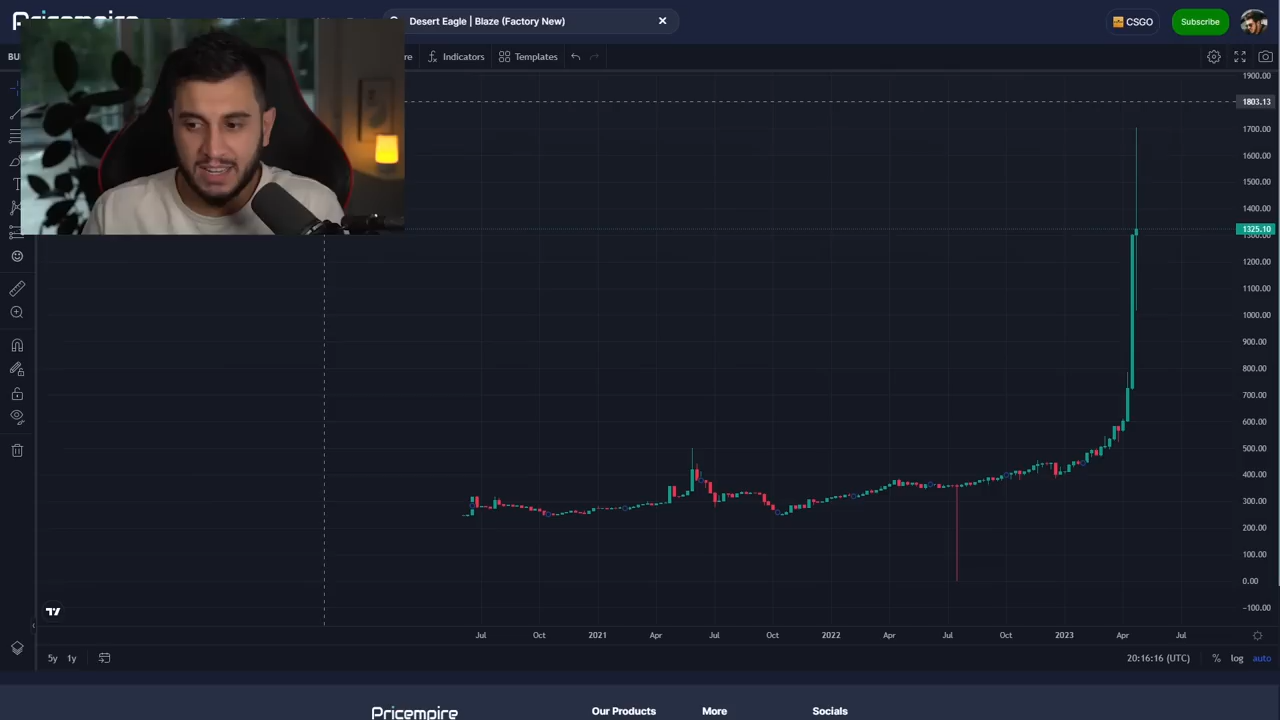 Pricempire
Desert Eagle | Blaze (Factory New)
CSGO
Subscribe
Indicators
Templates
1900.00
1803.13
1700.00
1600.00
1500.00
1400.00
1325.10
1300.00
1200.00
1100.00
1000.00
900.00
800.00
700.00
600.00
500.00
400.00
300.00
200.00
100.00
0.00
−100.00
Jul
Oct
2021
Apr
Jul
Oct
2022
Apr
Jul
Oct
2023
Apr
Jul
5y
1y
20:16:16 (UTC)
%
log
auto
Pricempire
Our Products
More
Socials